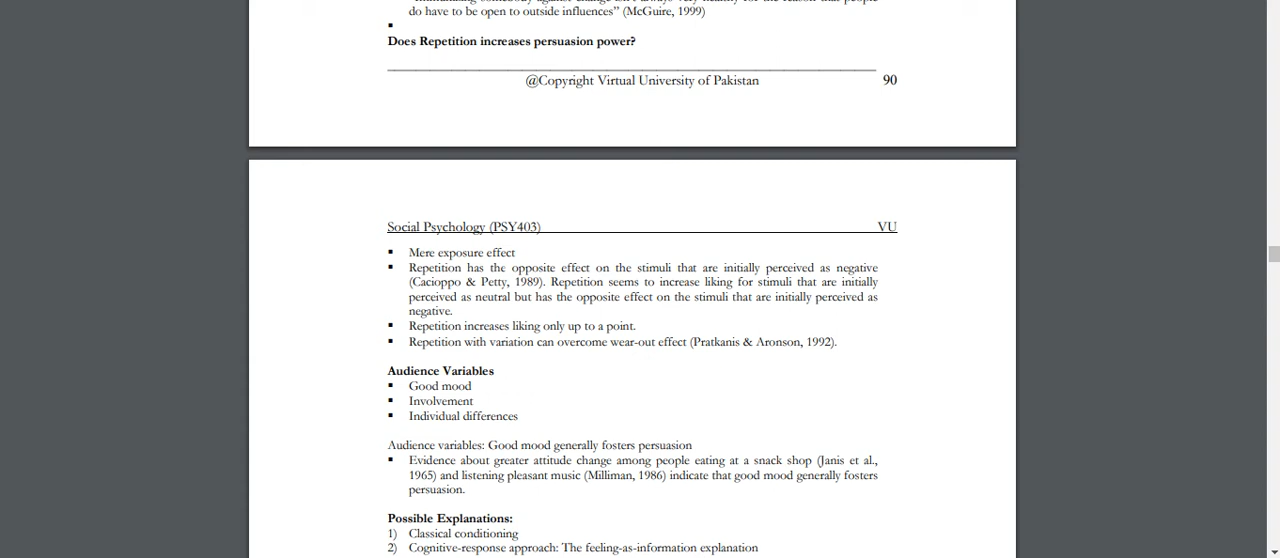 do have to be open to outside influences” (McGuire, 1999)
▪
Does Repetition increases persuasion power?
@Copyright Virtual University of Pakistan 90
Social Psychology (PSY403) VU
▪ Mere exposure effect
▪ Repetition has the opposite effect on the stimuli that are initially perceived as negative
(Cacioppo & Petty, 1989). Repetition seems to increase liking for stimuli that are initially
perceived as neutral but has the opposite effect on the stimuli that are initially perceived as
negative.
▪ Repetition increases liking only up to a point.
▪ Repetition with variation can overcome wear-out effect (Pratkanis & Aronson, 1992).
Audience Variables
▪ Good mood
▪ Involvement
▪ Individual differences
Audience variables: Good mood generally fosters persuasion
▪ Evidence about greater attitude change among people eating at a snack shop (Janis et al.,
1965) and listening pleasant music (Milliman, 1986) indicate that good mood generally fosters
persuasion.
Possible Explanations:
1) Classical conditioning
2) Cognitive-response approach: The feeling-as-information explanation